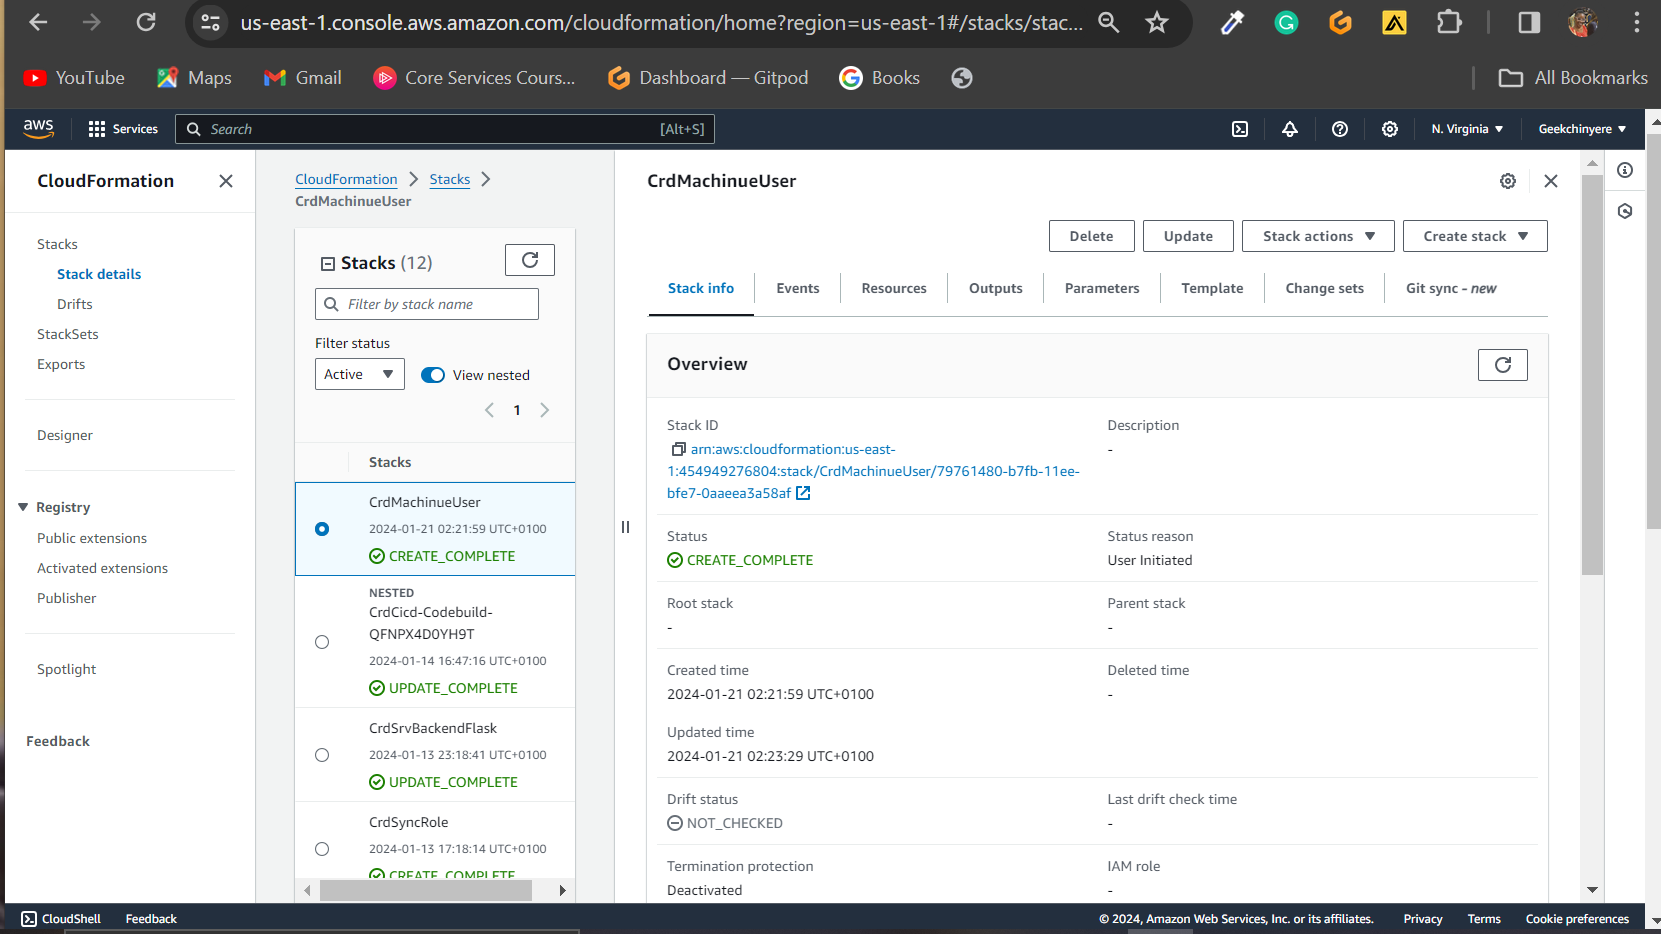 us-east-1.console.aws.amazon.com/cloudformation/home?region=us-east-1#/stacks/stac...
YouTube
Maps
Gmail
Core Services Cours...
Dashboard — Gitpod
Books
All Bookmarks
aws
Services
Search
[Alt+S]
N. Virginia
Geekchinyere
CloudFormation
Stacks
Stack details
Drifts
StackSets
Exports
Designer
Registry
Public extensions
Activated extensions
Publisher
Spotlight
Feedback
CloudFormation
Stacks
CrdMachinueUser
Stacks (12)
Filter by stack name
Filter status
Active
View nested
1
Stacks
CrdMachinueUser
2024-01-21 02:21:59 UTC+0100
CREATE_COMPLETE
NESTED
CrdCicd-Codebuild-
QFNPX4D0YH9T
2024-01-14 16:47:16 UTC+0100
UPDATE_COMPLETE
CrdSrvBackendFlask
2024-01-13 23:18:41 UTC+0100
UPDATE_COMPLETE
CrdSyncRole
2024-01-13 17:18:14 UTC+0100
CREATE_COMPLETE
CrdMachinueUser
Delete
Update
Stack actions
Create stack
Stack info
Events
Resources
Outputs
Parameters
Template
Change sets
Git sync - new
Overview
Stack ID
arn:aws:cloudformation:us-east-
1:454949276804:stack/CrdMachinueUser/79761480-b7fb-11ee-
bfe7-0aaeea3a58af
Description
-
Status
CREATE_COMPLETE
Status reason
User Initiated
Root stack
-
Parent stack
-
Created time
2024-01-21 02:21:59 UTC+0100
Deleted time
-
Updated time
2024-01-21 02:23:29 UTC+0100
Drift status
NOT_CHECKED
Last drift check time
-
Termination protection
Deactivated
IAM role
-
CloudShell
Feedback
© 2024, Amazon Web Services, Inc. or its affiliates.
Privacy
Terms
Cookie preferences